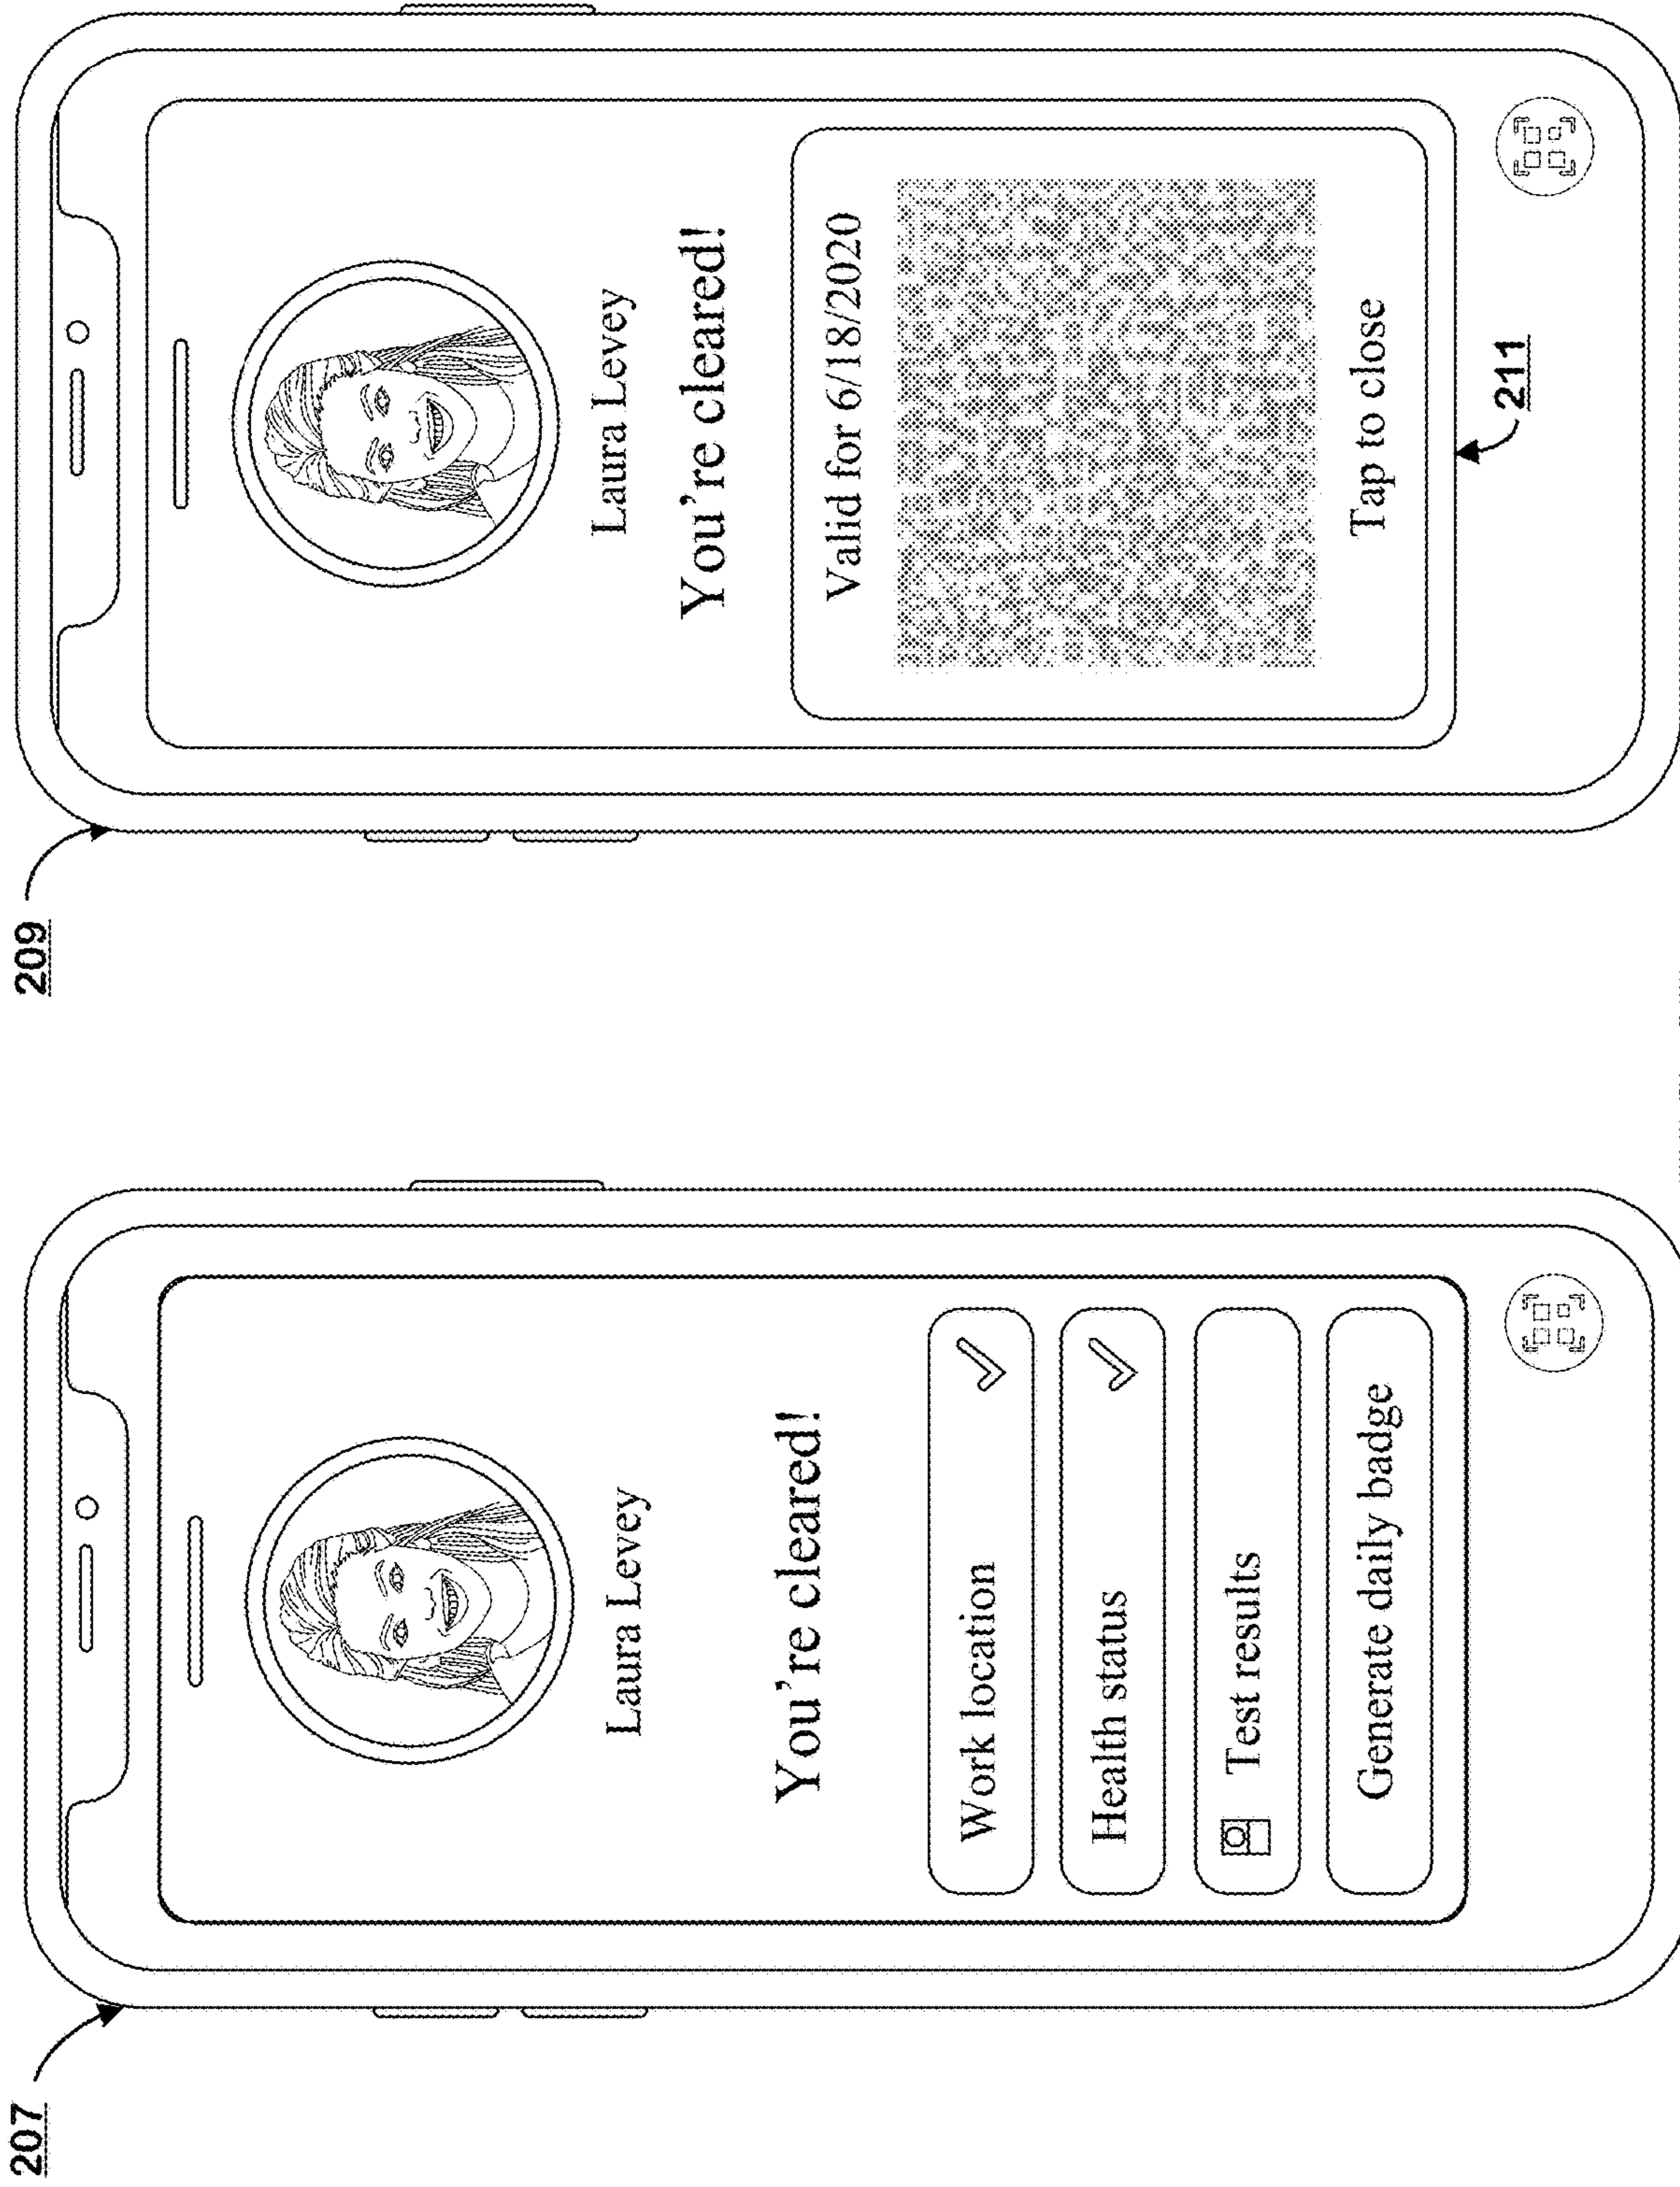 207
Laura Levey
You're cleared!
Work location
Health status
Test results
Generate daily badge
209
Laura Levey
You're cleared!
Valid for 6/18/2020
Tap to close
211